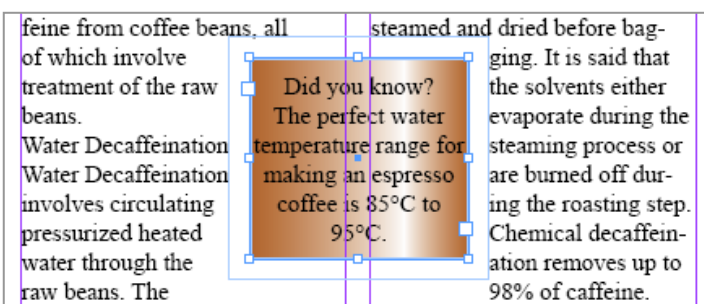 feine from coffee beans, all
of which involve
treatment of the raw
beans.
Water Decaffeination
Water Decaffeination
involves circulating
pressurized heated
water through the
raw beans. The
Did you know?
The perfect water
temperature range for
making an espresso
coffee is 85°C to
95°C.
steamed and dried before bag-
ging. It is said that
the solvents either
evaporate during the
steaming process or
are burned off dur-
ing the roasting step.
Chemical decaffein-
ation removes up to
98% of caffeine.